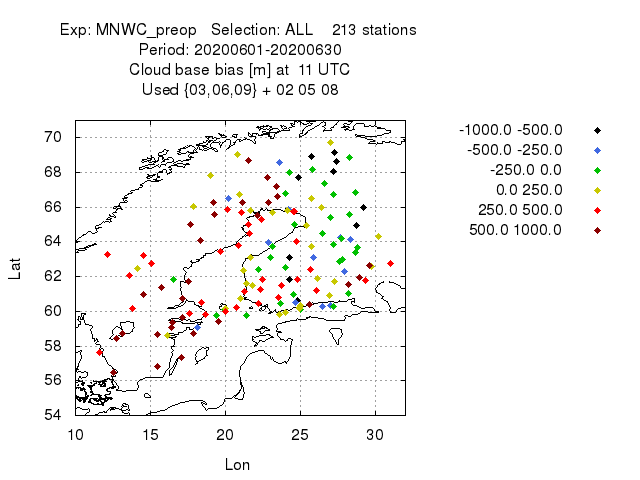 Exp: MNWC_preop   Selection: ALL    213 stations
Period: 20200601-20200630
Cloud base bias [m] at  11 UTC
Used {03,06,09} + 02 05 08
-1000.0 -500.0
-500.0 -250.0
-250.0 0.0
0.0 250.0
250.0 500.0
500.0 1000.0
Lat
70
68
66
64
62
60
58
56
54
10 15 20 25 30
Lon